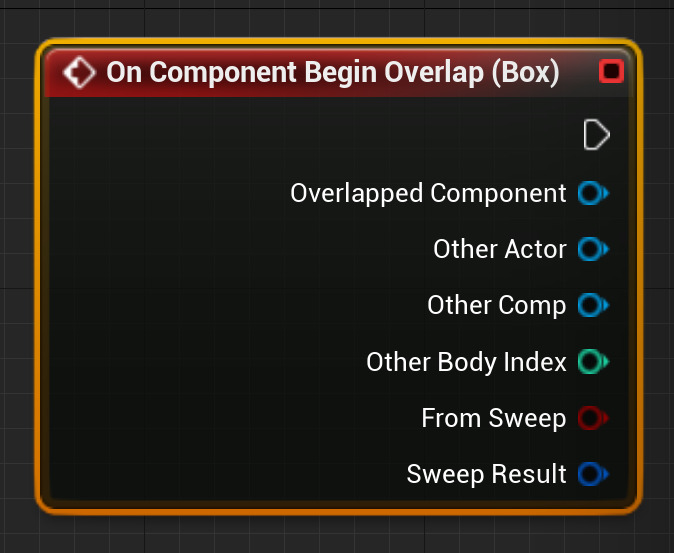 On Component Begin Overlap (Box)
Overlapped Component
Other Actor
Other Comp
Other Body Index
From Sweep
Sweep Result